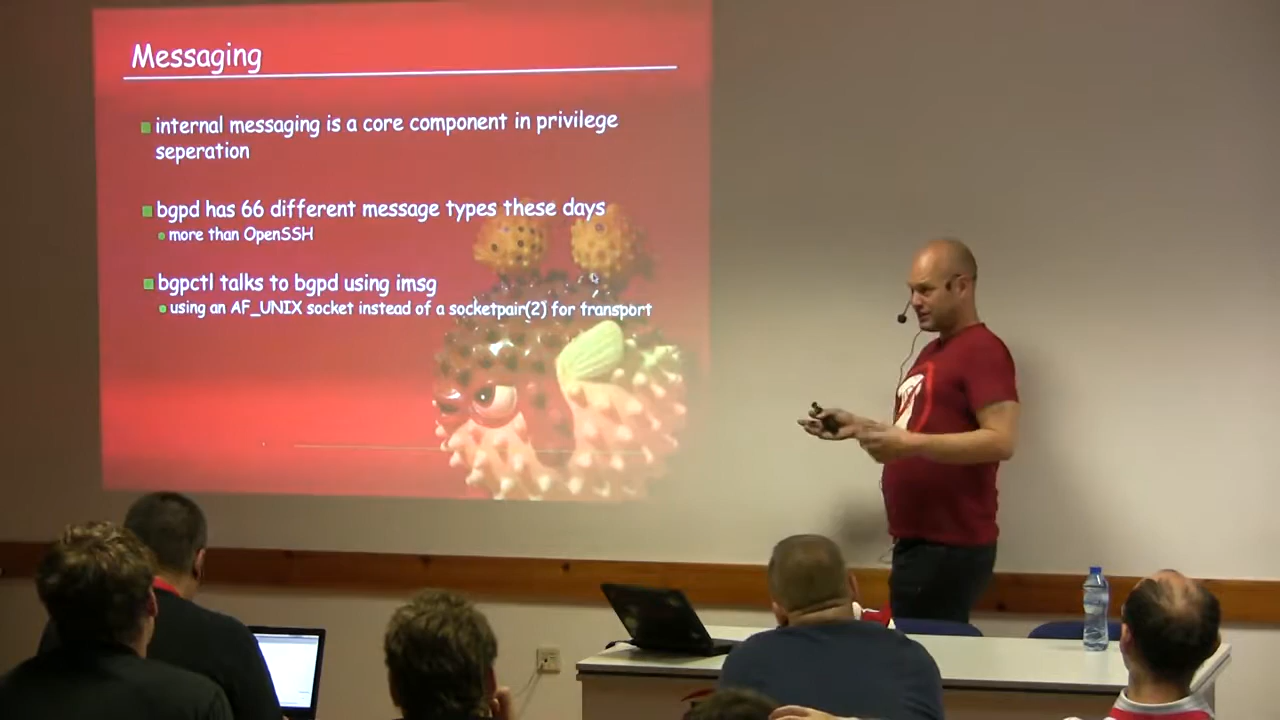 Messaging
internal messaging is a core component in privilege
seperation
bgpd has 66 different message types these days
more than OpenSSH
bgpctl talks to bgpd using imsg
using an AF_UNIX socket instead of a socketpair(2) for transport